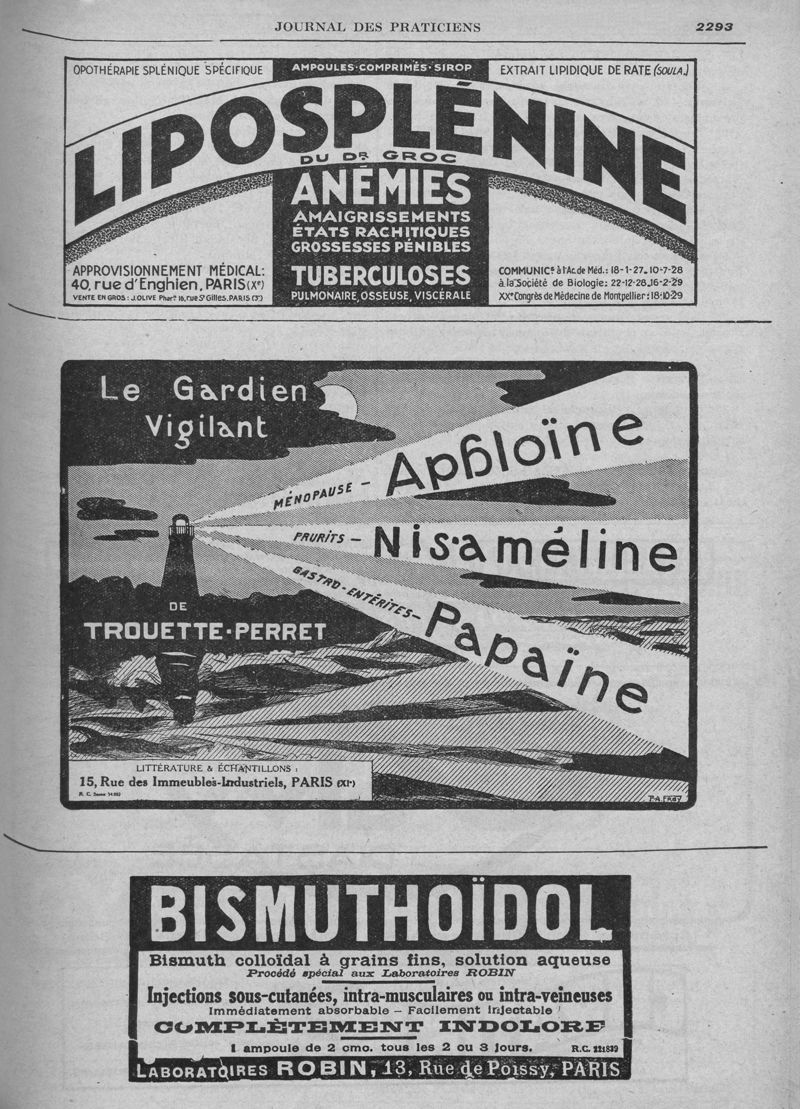 JOURNAL DES PRATICIENS 2293
OPOTHÉRAPIE SPLÉNIQUE SPÉCIFIQUE
AMPOULES·COMPRIMÉS·SIROP
EXTRAIT LIPIDIQUE DE RATE (SOULA.)
LIPOSPLÉNINE
DU DR. GROC
ANÉMIES
AMAIGRISSEMENTS
ÉTATS RACHITIQUES
GROSSESSES PÉNIBLES
TUBERCULOSES
PULMONAIRE, OSSEUSE, VISCÉRALE
APPROVISIONNEMENT MÉDICAL:
40, rue d'Enghien, PARIS (Xe)
VENTE EN GROS : J. OLIVE Phar. 16, rue St Gilles. PARIS (3e)
COMMUNICs à l'Ac. de Méd. : 18-1-27_ 10-7-28
à la Société de Biologie: 22-12-28_16-2-29
XXe Congrès de Médecine de Montpellier : 18-10-29
Le Gardien
Vigilant
MÉNOPAUSE – Aphloïne
PRURITS – Nisaméline
GASTRO-ENTÉRITES – Papaïne
DE
TROUETTE-PERRET
LITTÉRATURE & ÉCHANTILLONS :
15, Rue des Immeubles-Industriels, PARIS (XIe)
BISMUTHOÏDOL
Bismuth colloïdal à grains fins, solution aqueuse
Procédé spécial aux Laboratoires ROBIN
Injections sous-cutanées, intra-musculaires ou intra-veineuses
Immédiatement absorbable – Facilement injectable
COMPLÈTEMENT INDOLORE
1 ampoule de 2 cmc. tous les 2 ou 3 jours. R.C. 221839
LABORATOIRES ROBIN, 13, Rue de Poissy, PARIS